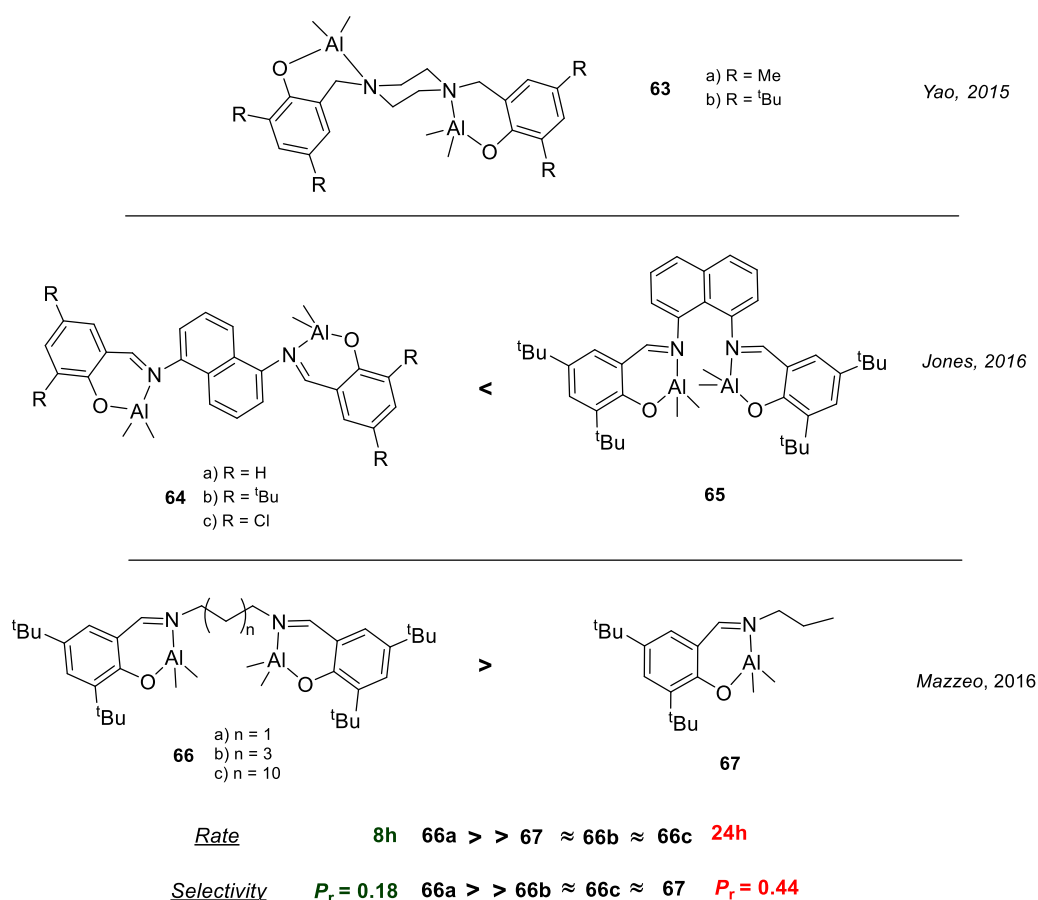 Al
O
N
R
R
N
Al
O
R
R
63
a) R = Me
b) R = ᵗBu
Yao, 2015
R
R
O
Al
N
N
Al
O
R
R
64
a) R = H
b) R = ᵗBu
c) R = Cl
<
ᵗBu
N
N
Al
Al
O
O
ᵗBu
ᵗBu
ᵗBu
65
Jones, 2016
ᵗBu
N
( )n
N
Al
Al
O
O
ᵗBu
ᵗBu
ᵗBu
66
a) n = 1
b) n = 3
c) n = 10
>
ᵗBu
N
Al
O
ᵗBu
67
Mazzeo, 2016
Rate 8h 66a > > 67 ≈ 66b ≈ 66c 24h
Selectivity Pr = 0.18 66a > > 66b ≈ 66c ≈ 67 Pr = 0.44